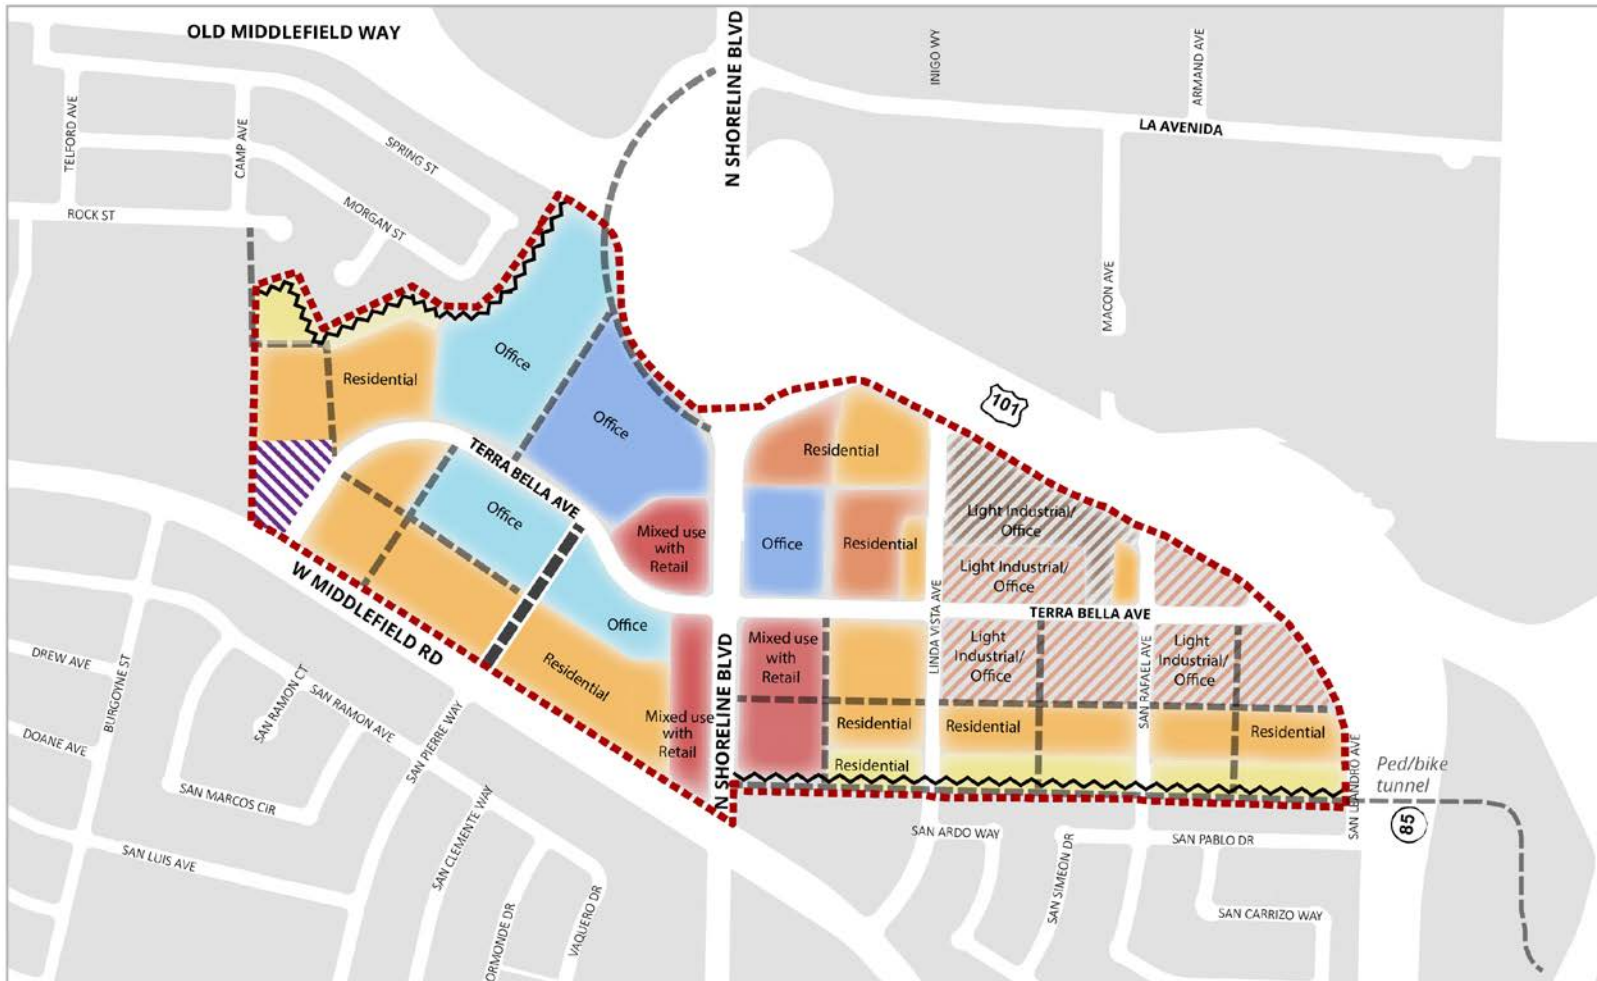 OLD MIDDLEFIELD WAY
N SHORELINE BLVD
INIGO WY
ARMAND AVE
LA AVENIDA
TELFORD AVE
CAMP AVE
SPRING ST
MORGAN ST
ROCK ST
MACON AVE
101
Office
Residential
Office
TERRA BELLA AVE
Office
Residential
Mixed use
with
Retail
Office
Residential
Light Industrial/
Office
Light Industrial/
Office
LINDA VISTA AVE
TERRA BELLA AVE
W MIDDLEFIELD RD
Office
Residential
Mixed use
with
Retail
N SHORELINE BLVD
Mixed use
with
Retail
Light
Industrial/
Office
SAN RAFAEL AVE
Light
Industrial/
Office
Residential
Residential
Residential
Residential
SAN LEANDRO AVE
Ped/bike
tunnel
85
DREW AVE
BURGOYNE ST
SAN RAMON CT
SAN RAMON AVE
SAN PIERRE WAY
DOANE AVE
SAN MARCOS CIR
SAN LUIS AVE
SAN CLEMENTE WAY
ORMONDE DR
VAQUERO DR
SAN ARDO WAY
SAN SIMEON DR
SAN PABLO DR
SAN CARRIZO WAY